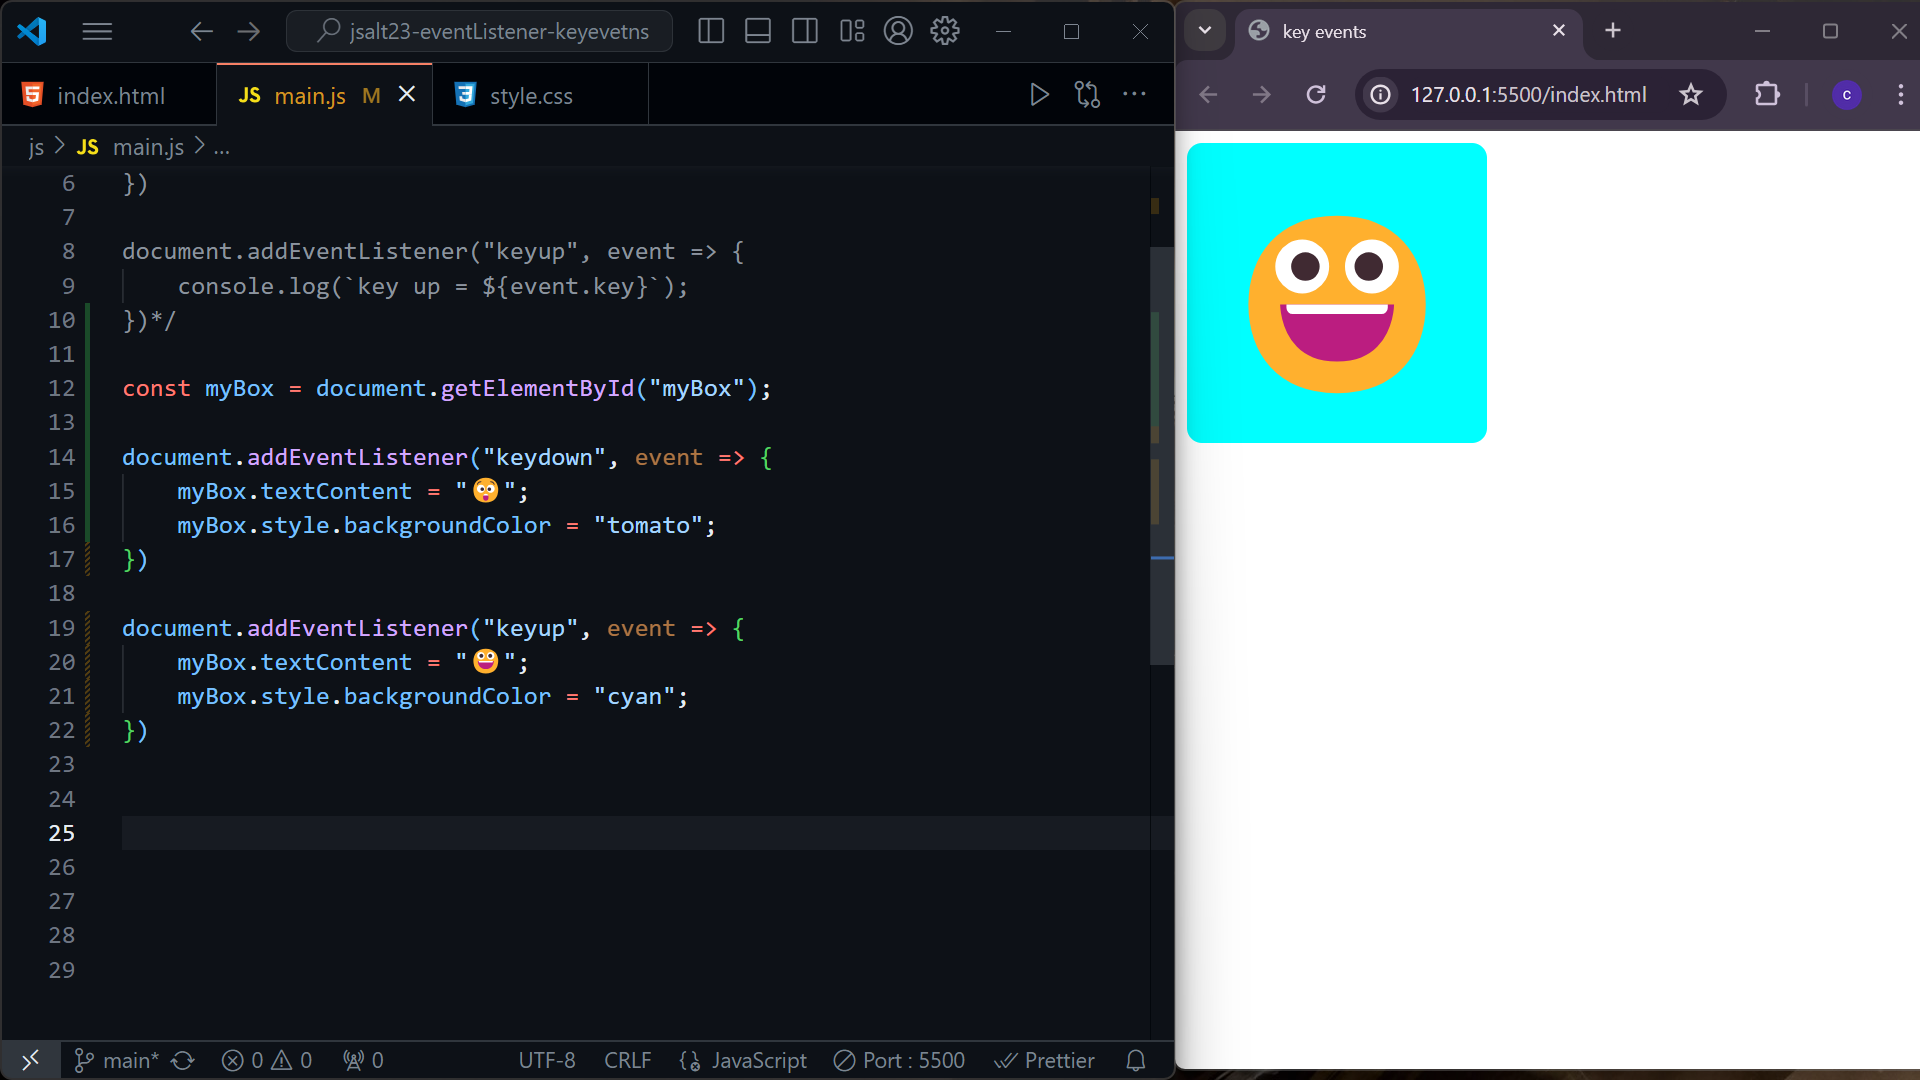 jsalt23-eventListener-keyevetns
index.html
JS main.js M
style.css
js > JS main.js > ...
6 })
7
8 document.addEventListener("keyup", event => {
9 console.log(`key up = ${event.key}`);
10 })*/
11
12 const myBox = document.getElementById("myBox");
13
14 document.addEventListener("keydown", event => {
15 myBox.textContent = "😲";
16 myBox.style.backgroundColor = "tomato";
17 })
18
19 document.addEventListener("keyup", event => {
20 myBox.textContent = "😀";
21 myBox.style.backgroundColor = "cyan";
22 })
23
24
25
26
27
28
29
main* 0 0 0 UTF-8 CRLF JavaScript Port : 5500 Prettier
key events
127.0.0.1:5500/index.html
c